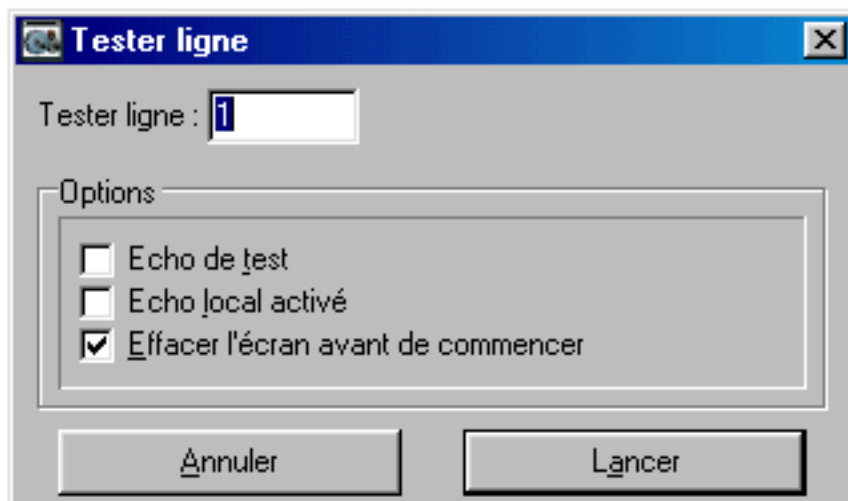 Tester ligne
Tester ligne : 1
Options
Echo de test
Echo local activé
Effacer l'écran avant de commencer
Annuler
Lancer